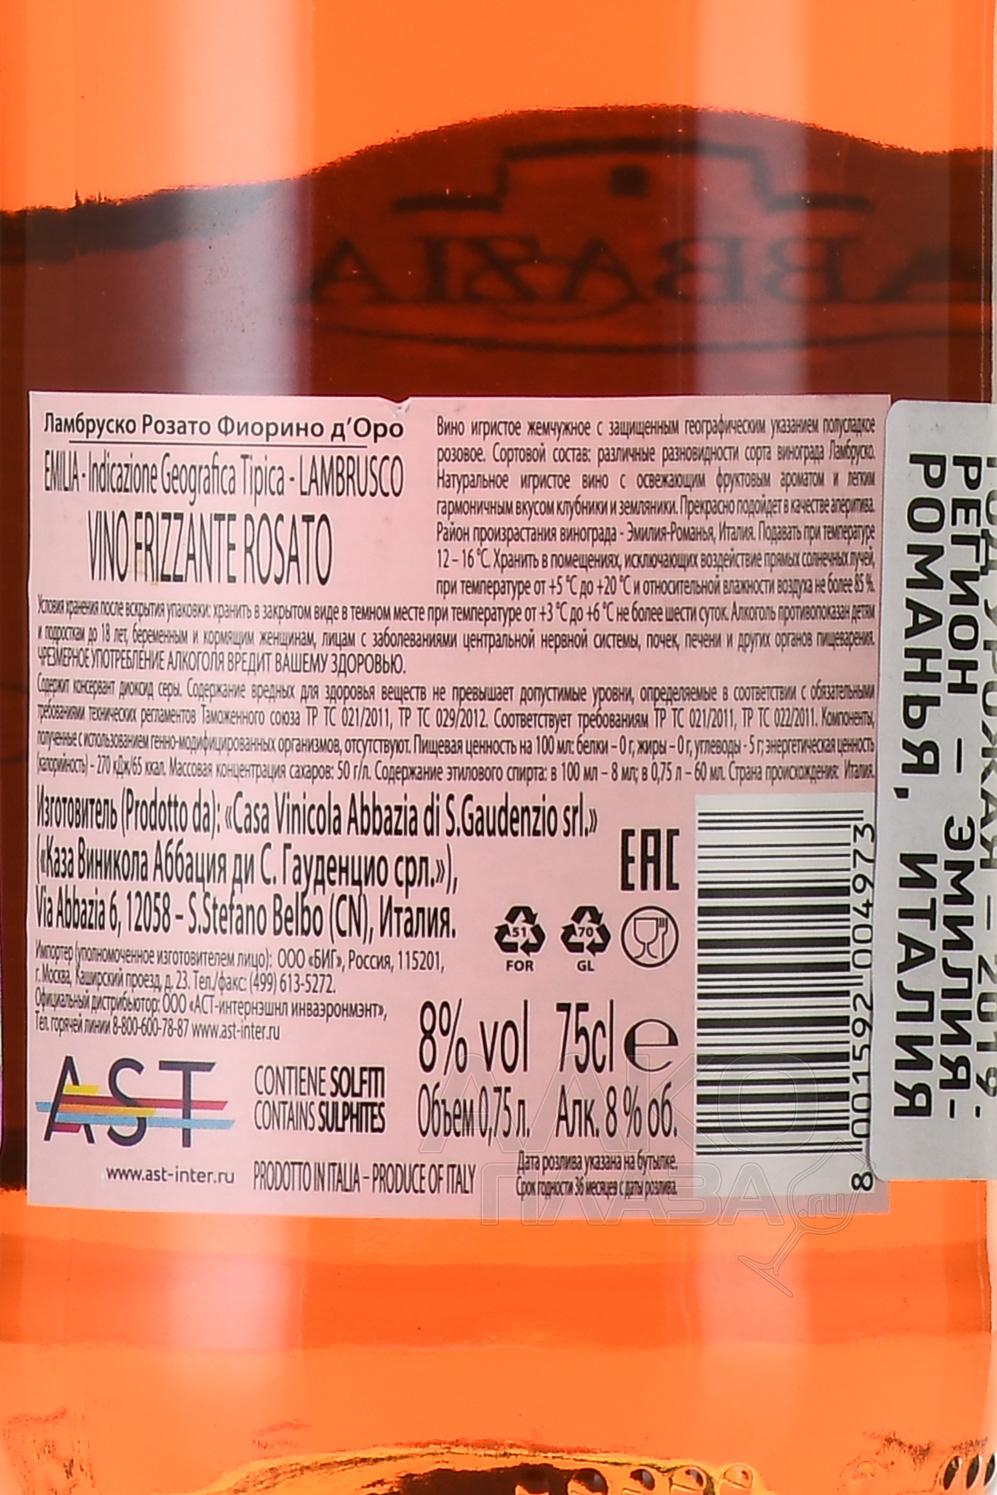 ABBAZIA
Ламбруско Розато Фиорино д’Оро
EMILIA - Indicazione Geografica Tipica - LAMBRUSCO
VINO FRIZZANTE ROSATO
Вино игристое жемчужное с защищенным географическим указанием полусладкое
розовое. Сортовой состав: различные разновидности сорта винограда Ламбруско.
Натуральное игристое вино с освежающим фруктовым ароматом и легким
гармоничным вкусом клубники и земляники. Прекрасно подойдет в качестве аперитива.
Район произрастания винограда - Эмилия-Романья, Италия. Подавать при температуре
12 – 16 °С. Хранить в помещениях, исключающих воздействие прямых солнечных лучей,
при температуре от +5 °С до +20 °С и относительной влажности воздуха не более 85 %.
Условия хранения после вскрытия упаковки: хранить в закрытом виде в темном месте при температуре от +3 °С до +6 °С не более шести суток. Алкоголь противопоказан детям
и подросткам до 18 лет, беременным и кормящим женщинам, лицам с заболеваниями центральной нервной системы, почек, печени и других органов пищеварения.
ЧРЕЗМЕРНОЕ УПОТРЕБЛЕНИЕ АЛКОГОЛЯ ВРЕДИТ ВАШЕМУ ЗДОРОВЬЮ.
Содержит консервант диоксид серы. Содержание вредных для здоровья веществ не превышает допустимые уровни, определяемые в соответствии с обязательными
требованиями технических регламентов Таможенного союза ТР ТС 021/2011, ТР ТС 029/2012. Соответствует требованиям ТР ТС 021/2011, ТР ТС 022/2011. Компоненты,
полученные с использованием генно-модифицированных организмов, отсутствуют. Пищевая ценность на 100 мл: белки – 0 г, жиры – 0 г, углеводы - 5 г; энергетическая ценность
(калорийность) – 270 кДж/65 ккал. Массовая концентрация сахаров: 50 г/л. Содержание этилового спирта: в 100 мл – 8 мл; в 0,75 л – 60 мл. Страна происхождения: Италия.
Изготовитель (Prodotto da): «Casa Vinicola Abbazia di S.Gaudenzio srl.»
(«Каза Виникола Аббация ди С. Гауденцио срл.»),
Via Abbazia 6, 12058 – S.Stefano Belbo (CN), Италия.
Импортер (уполномоченное изготовителем лицо): ООО «БИГ», Россия, 115201,
г. Москва, Каширский проезд, д. 23. Тел./факс: (499) 613-5272.
Официальный дистрибьютор: ООО «АСТ-интернэшнл инваэронмэнт»,
Тел. горячей линии 8-800-600-78-87 www.ast-inter.ru
EAC
51
FOR
70
GL
AST
www.ast-inter.ru
CONTIENE SOLFITI
CONTAINS SULPHITES
PRODOTTO IN ITALIA – PRODUCE OF ITALY
8% vol 75cl e
Объем 0,75 л. Алк. 8 % об.
Дата розлива указана на бутылке.
Срок годности 36 месяцев с даты розлива.
8 001592 004973
ГОД УРОЖАЯ – 2019.
РЕГИОН – ЭМИЛИЯ-
РОМАНЬЯ, ИТАЛИЯ
АЛКО
ПЛАЗА.ru